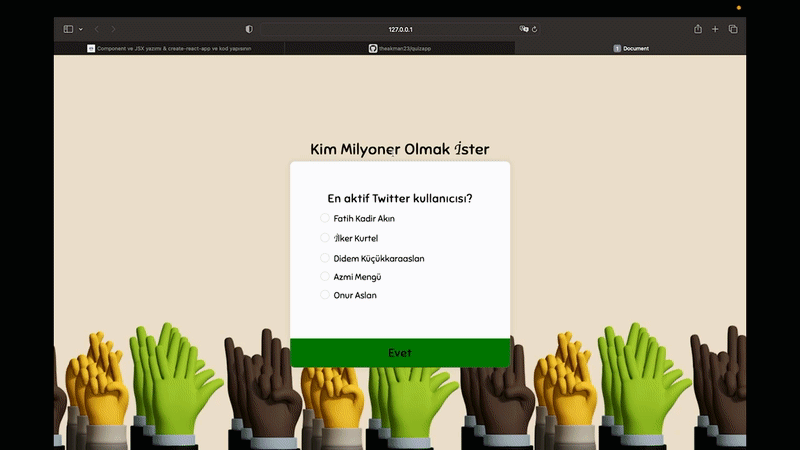 127.0.0.1
Component ve JSX yazımı & create-react-app ve kod yapısının
theakman23/quizapp
1 Document
Kim Milyoner Olmak İster
En aktif Twitter kullanıcısı?
Fatih Kadir Akın
İlker Kurtel
Didem Küçükkaraaslan
Azmi Mengü
Onur Aslan
Evet